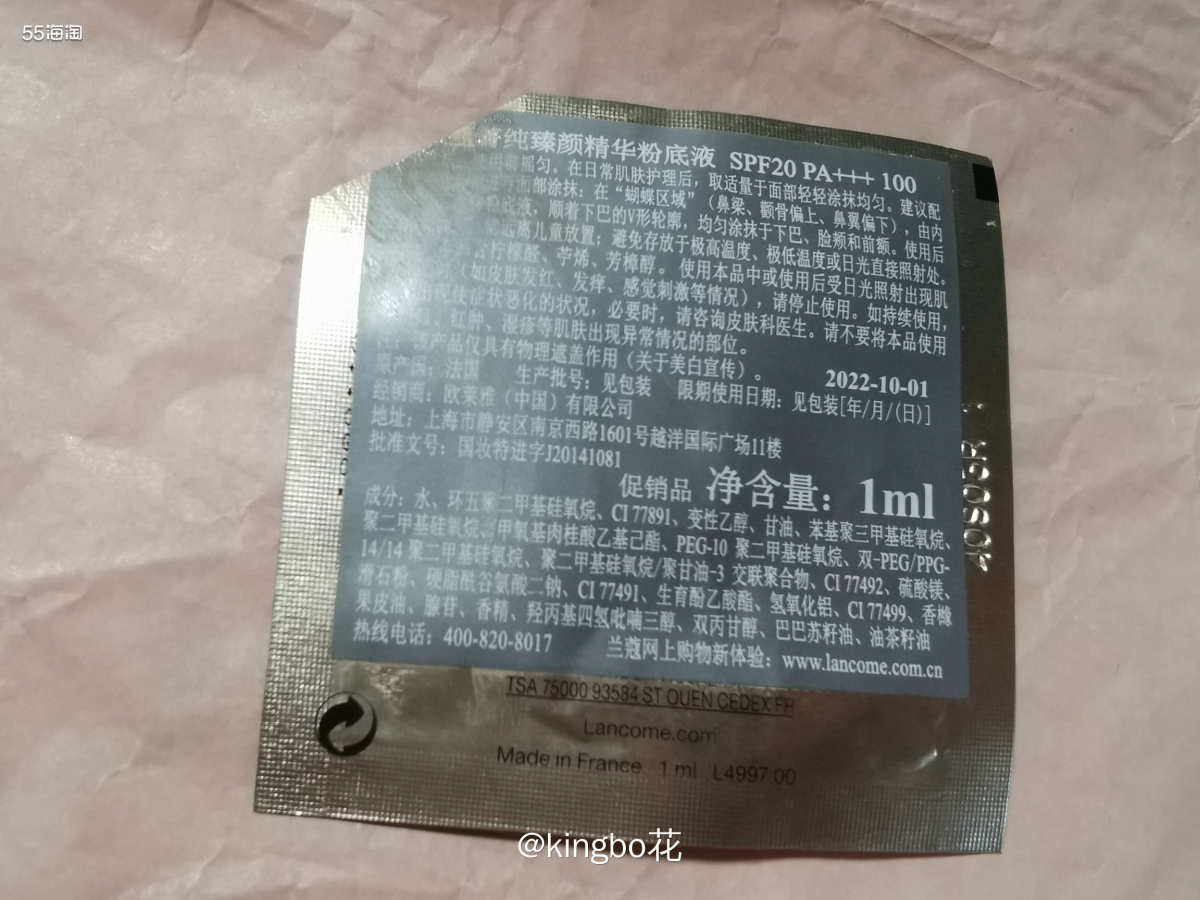 55海淘
纯臻颜精华粉底液 SPF20 PA+++ 100
摇匀。在日常肌肤护理后，取适量于面部轻轻涂抹均匀。建议配
面部涂抹：在“蝴蝶区域”（鼻梁、颧骨偏上、鼻翼偏下），由内
液，顺着下巴的V形轮廓，均匀涂抹于下巴、脸颊和前额。使用后
远离儿童放置；避免存放于极高温度、极低温度或日光直接照射处。
柠檬醛、苧烯、芳樟醇。使用本品中或使用后受日光照射出现肌
（如皮肤发红、发痒、感觉刺激等情况），请停止使用。如持续使用，
使症状恶化的状况，必要时，请咨询皮肤科医生。请不要将本品使用
红肿、湿疹等肌肤出现异常情况的部位。
产品仅具有物理遮盖作用（关于美白宣传）。
2022-10-01
原产国：法国 生产批号：见包装 限期使用日期：见包装[年/月/(日)]
经销商：欧莱雅（中国）有限公司
地址：上海市静安区南京西路1601号越洋国际广场11楼
批准文号：国妆特进字J20141081
促销品 净含量：1ml
成分：水、环五聚二甲基硅氧烷、CI 77891、变性乙醇、甘油、苯基聚三甲基硅氧烷、
聚二甲基硅氧烷、甲氧基肉桂酸乙基己酯、PEG-10 聚二甲基硅氧烷、双-PEG/PPG-
14/14 聚二甲基硅氧烷、聚二甲基硅氧烷/聚甘油-3 交联聚合物、CI 77492、硫酸镁、
滑石粉、硬脂酰谷氨酸二钠、CI 77491、生育酚乙酸酯、氢氧化铝、CI 77499、香橼
果皮油、腺苷、香精、羟丙基四氢吡喃三醇、双丙甘醇、巴巴苏籽油、油茶籽油
热线电话：400-820-8017 兰蔻网上购物新体验：www.lancome.com.cn
TSA 75000 93584 ST OUEN CEDEX FR
Lancome.com
Made in France 1 ml L4997 00
@kingbo花